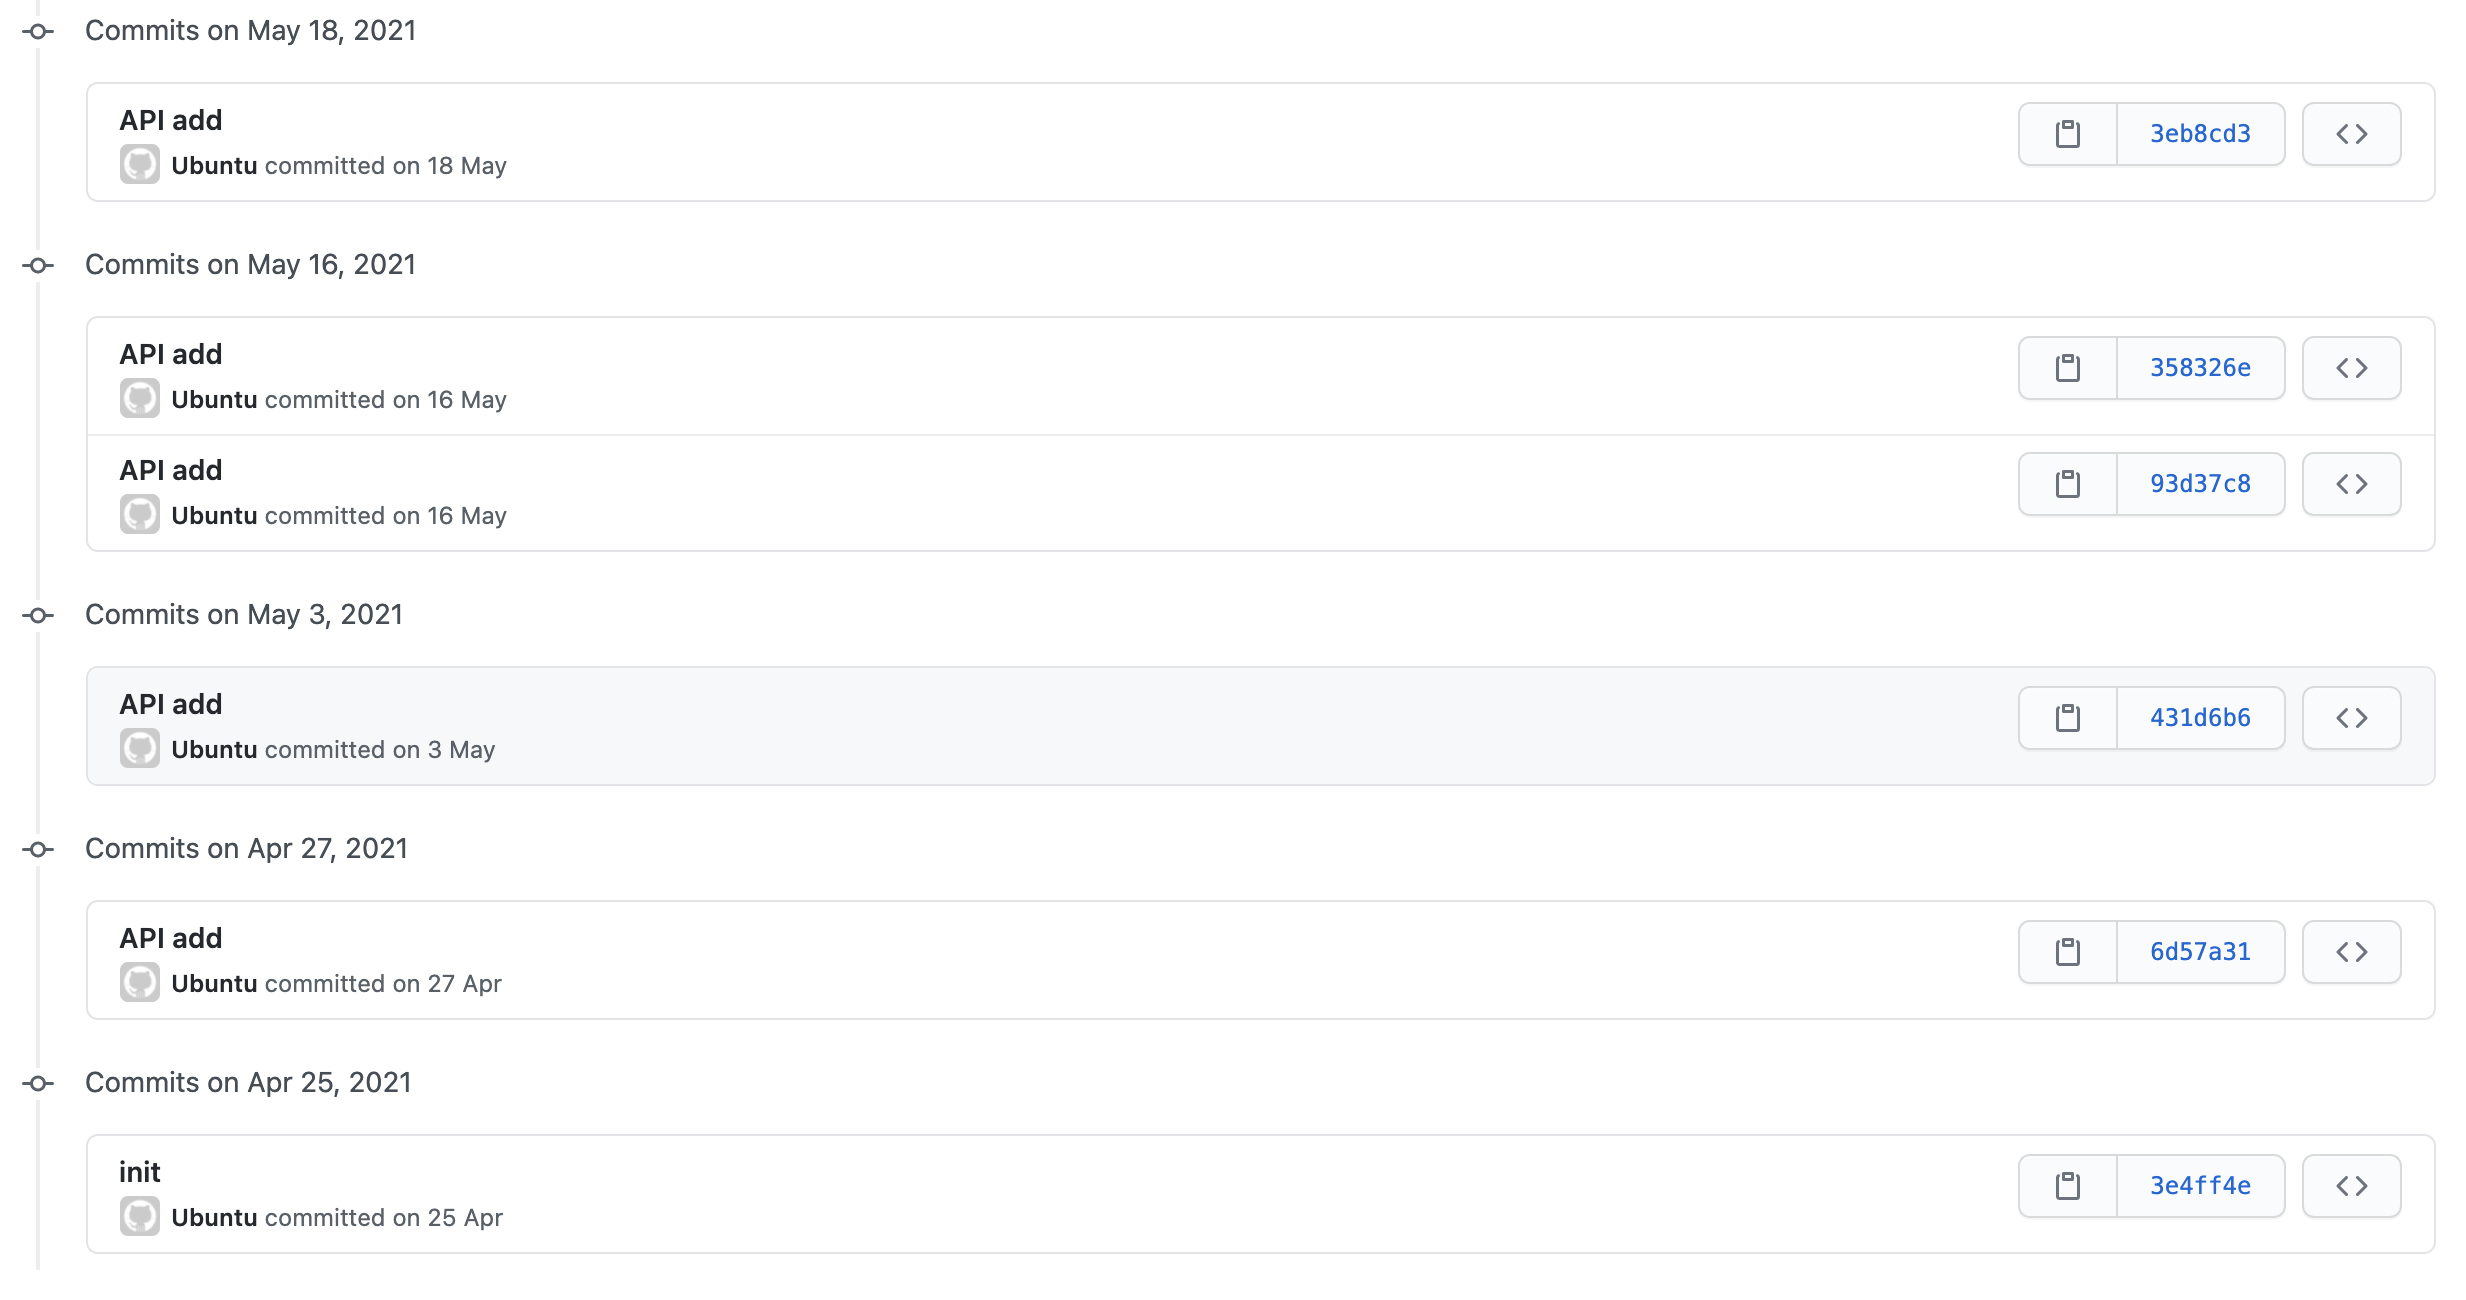 Commits on May 18, 2021
API add
Ubuntu committed on 18 May
3eb8cd3
Commits on May 16, 2021
API add
Ubuntu committed on 16 May
358326e
API add
Ubuntu committed on 16 May
93d37c8
Commits on May 3, 2021
API add
Ubuntu committed on 3 May
431d6b6
Commits on Apr 27, 2021
API add
Ubuntu committed on 27 Apr
6d57a31
Commits on Apr 25, 2021
init
Ubuntu committed on 25 Apr
3e4ff4e